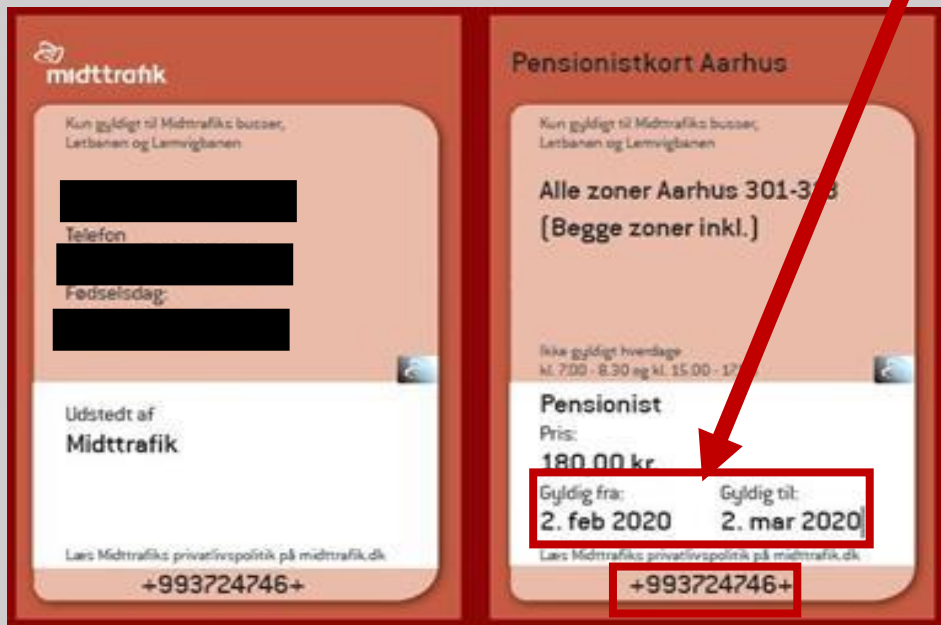 midttrafik
Kun gyldigt til Midttrafiks busser,
Letbanen og Lemvigbanen
Telefon
Fødselsdag:
Udstedt af
Midttrafik
Læs Midttrafiks privatlivspolitik på midttrafik.dk
+993724746+
Pensionistkort Aarhus
Kun gyldigt til Midttrafiks busser,
Letbanen og Lemvigbanen
Alle zoner Aarhus
(Begge zoner inkl.)
Ikke gyldigt hverdage
kl. 7.00 - 8.30 og kl. 15.00 -
Pensionist
Pris:
180.00 kr
Gyldig fra: Gyldig til:
2. feb 2020 2. mar 2020
Læs Midttrafiks privatlivspolitik på midttrafik.dk
+993724746+